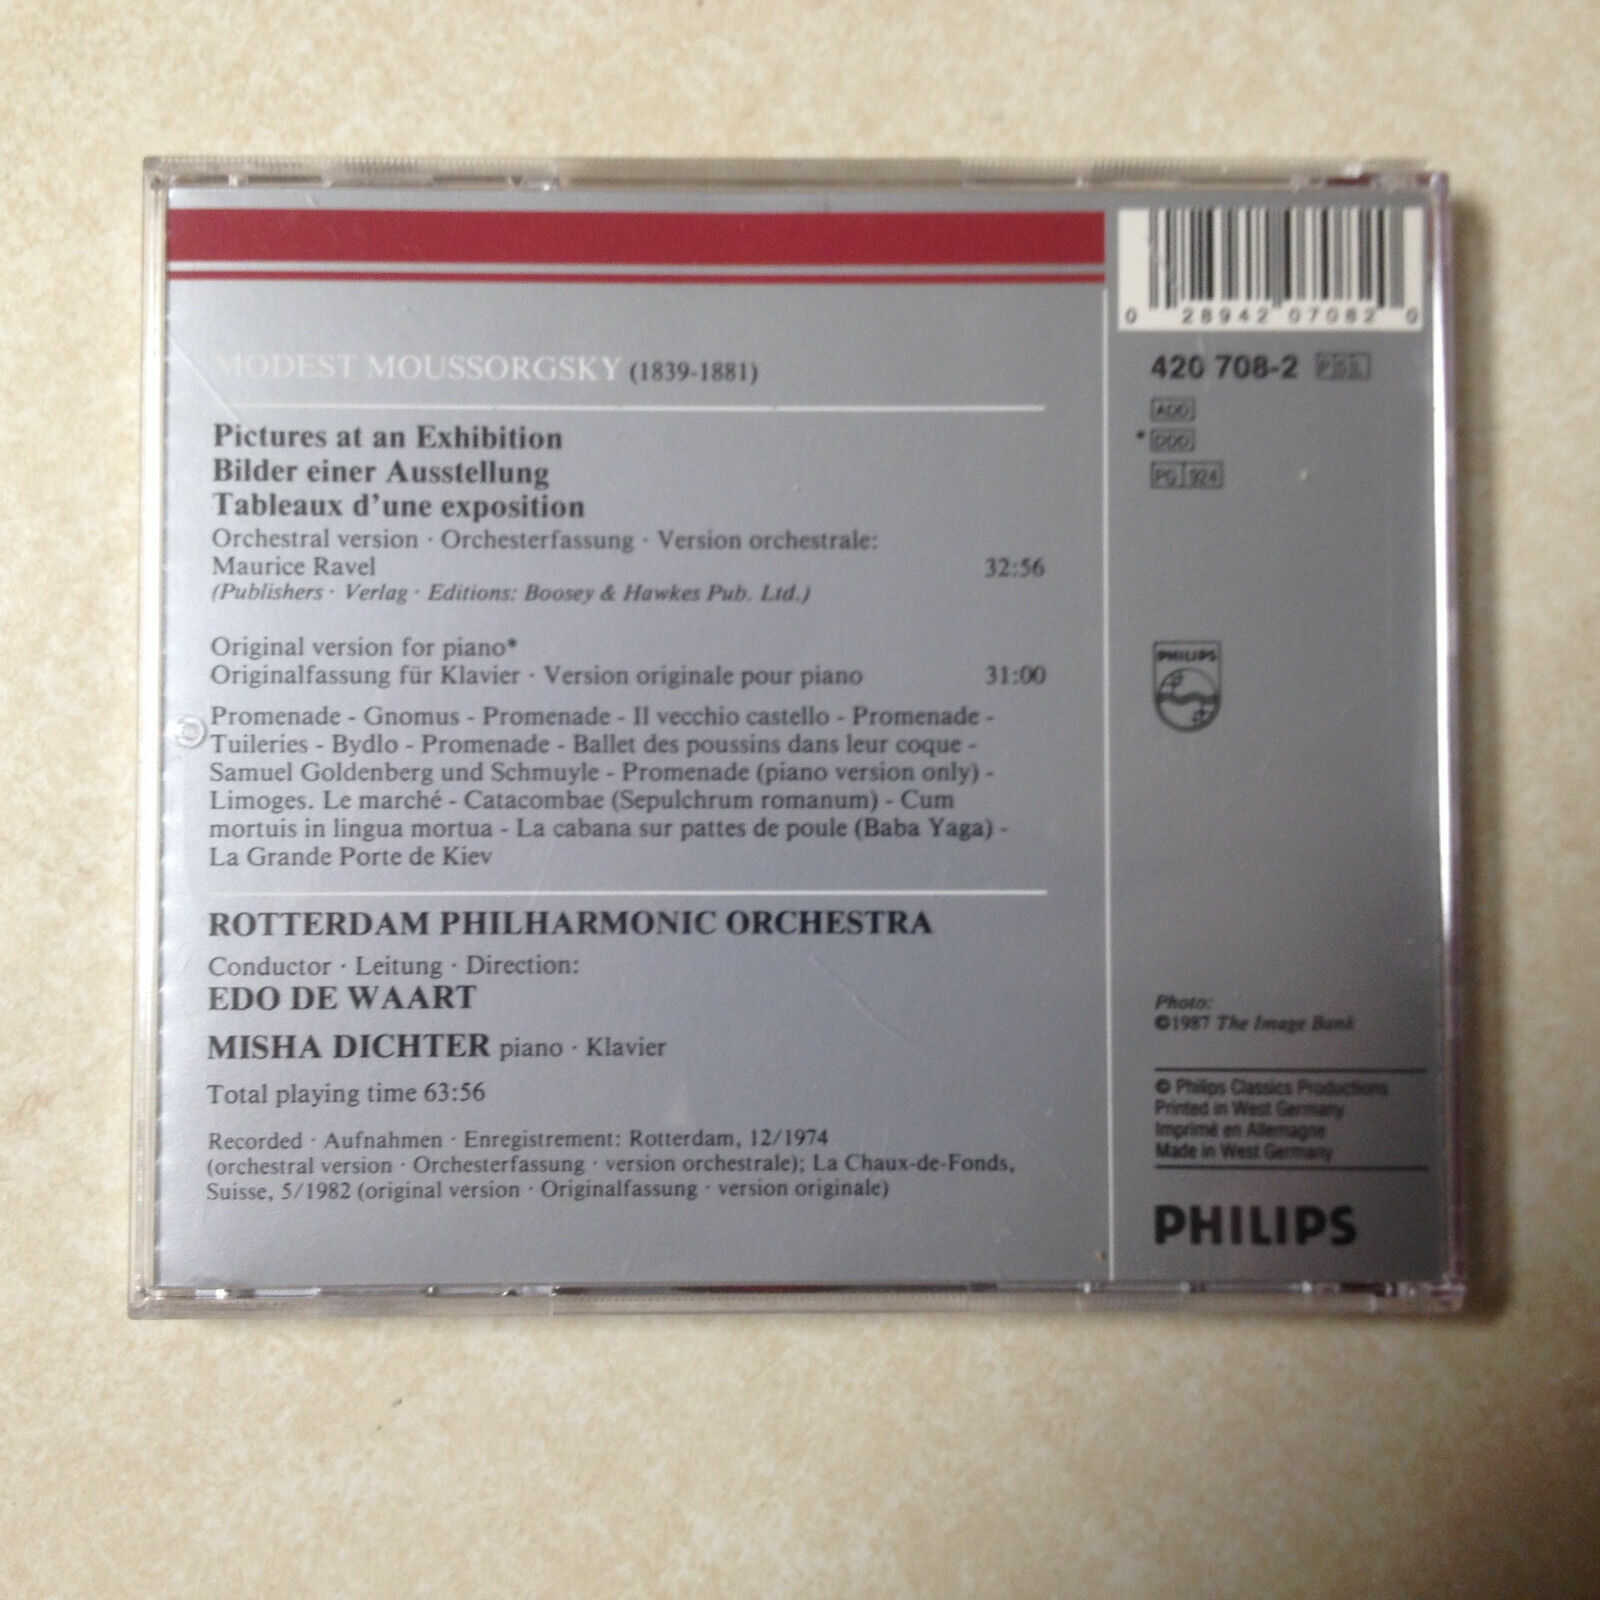 MODEST MOUSSORGSKY (1839-1881)
Pictures at an Exhibition
Bilder einer Ausstellung
Tableaux d'une exposition
Orchestral version · Orchesterfassung · Version orchestrale:
Maurice Ravel 32:56
(Publishers · Verlag · Editions: Boosey & Hawkes Pub. Ltd.)
Original version for piano*
Originalfassung für Klavier · Version originale pour piano 31:00
Promenade - Gnomus - Promenade - Il vecchio castello - Promenade -
Tuileries - Bydlo - Promenade - Ballet des poussins dans leur coque -
Samuel Goldenberg und Schmuyle - Promenade (piano version only) -
Limoges. Le marché - Catacombae (Sepulchrum romanum) - Cum
mortuis in lingua mortua - La cabana sur pattes de poule (Baba Yaga) -
La Grande Porte de Kiev
ROTTERDAM PHILHARMONIC ORCHESTRA
Conductor · Leitung · Direction:
EDO DE WAART
MISHA DICHTER piano · Klavier
Total playing time 63:56
Recorded · Aufnahmen · Enregistrement: Rotterdam, 12/1974
(orchestral version · Orchesterfassung · version orchestrale); La Chaux-de-Fonds,
Suisse, 5/1982 (original version · Originalfassung · version originale)
0 28942 07082 0
420 708-2
ADD
* DDD
PG 924
PHILIPS
Photo:
©1987 The Image Bank
© Philips Classics Productions
Printed in West Germany
Imprimé en Allemagne
Made in West Germany
PHILIPS